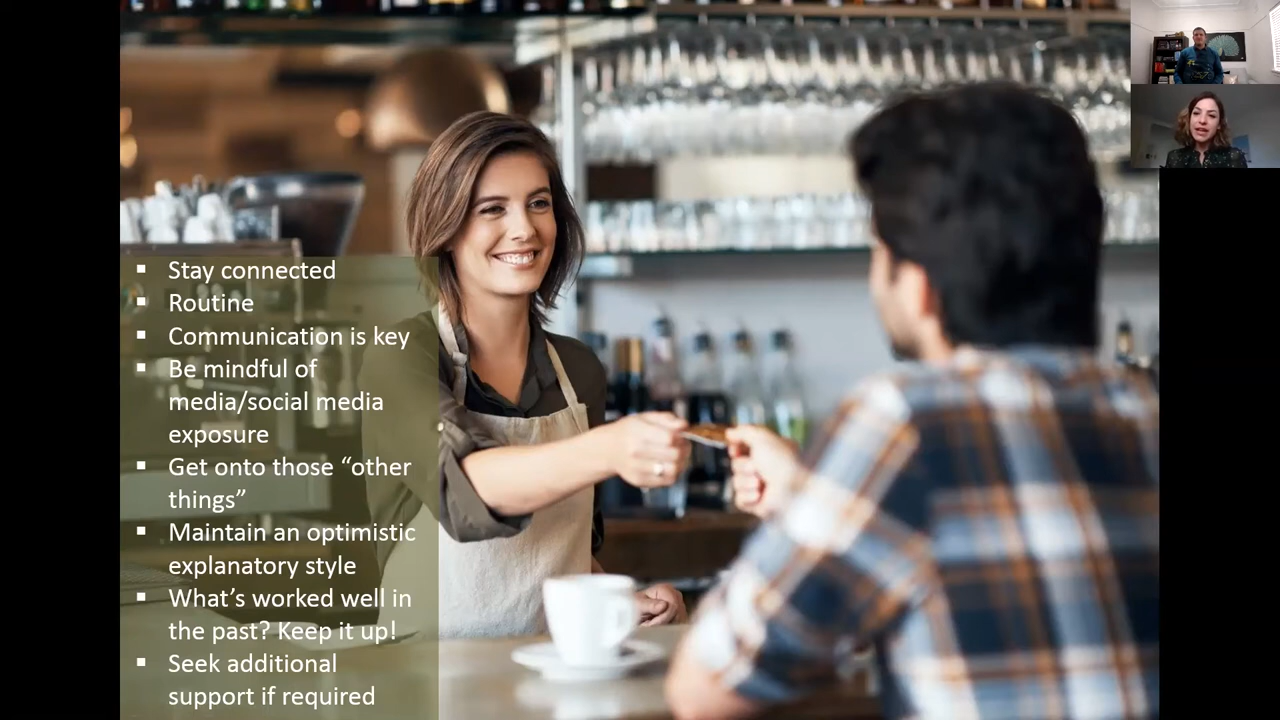 Stay connected
Routine
Communication is key
Be mindful of
media/social media
exposure
Get onto those “other
things”
Maintain an optimistic
explanatory style
What’s worked well in
the past? Keep it up!
Seek additional
support if required